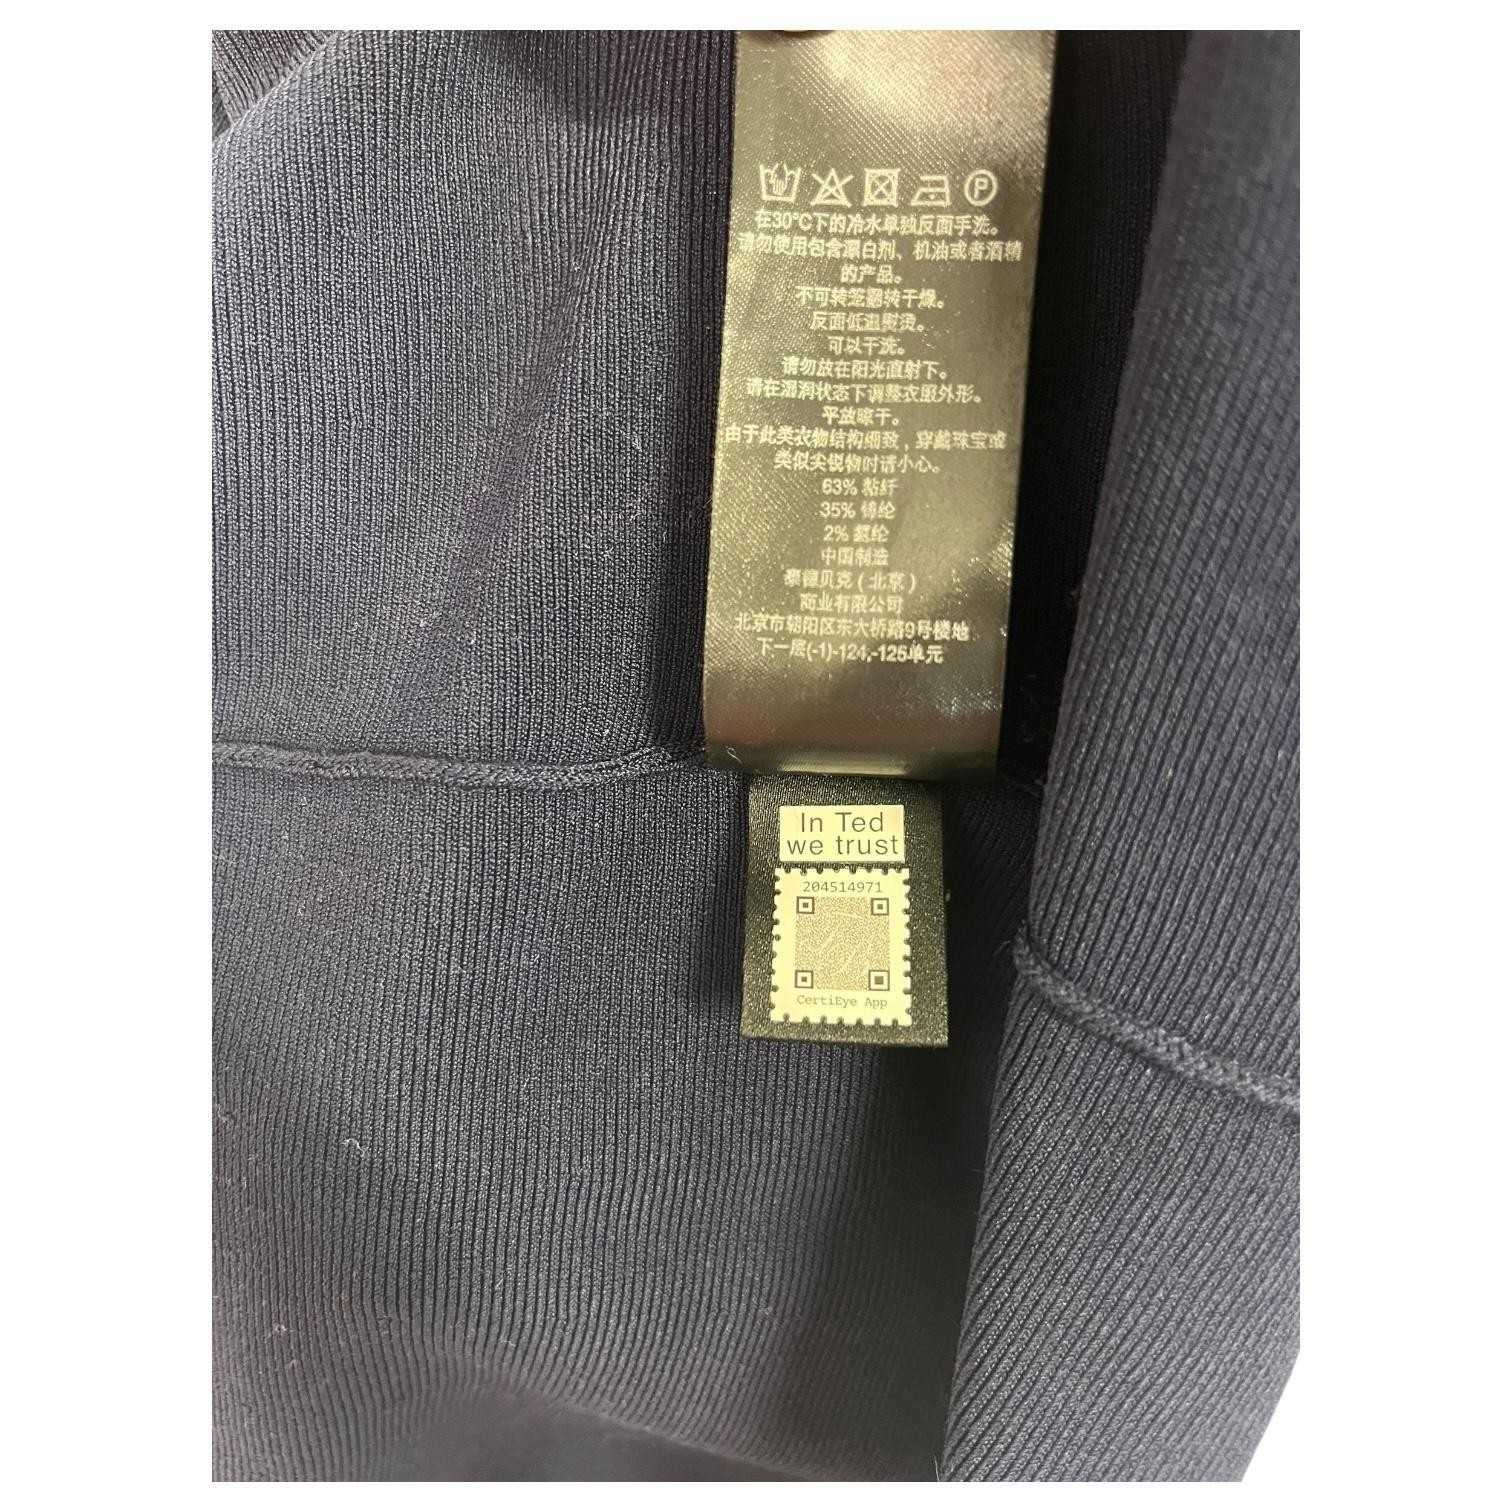 P
在30°C下的冷水单独反面手洗。
请勿使用包含漂白剂、机油或者酒精
的产品。
不可转笼翻转干燥。
反面低温熨烫。
可以干洗。
请勿放在阳光直射下。
请在湿润状态下调整衣服外形。
平放晾干。
由于此类衣物结构细致，穿戴珠宝或
类似尖锐物时请小心。
63% 粘纤
35% 锦纶
2% 氨纶
中国制造
泰德贝克（北京）
商业有限公司
北京市朝阳区东大桥路9号楼地
下一层(-1)-124,-125单元
In Ted
we trust
204514971
CertiEye App